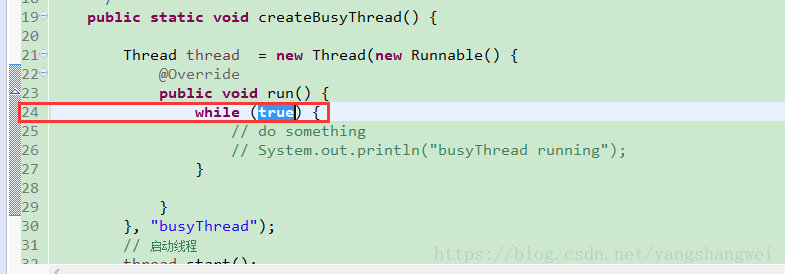 19 public static void createBusyThread() {
20
21 Thread thread  = new Thread(new Runnable() {
22 @Override
23 public void run() {
24 while (true) {
25 // do something
26 // System.out.println("busyThread running");
27 }
28
29 }
30 }, "busyThread");
31 // 启动线程
https://blog.csdn.net/yangshangwei
32 thread.start();